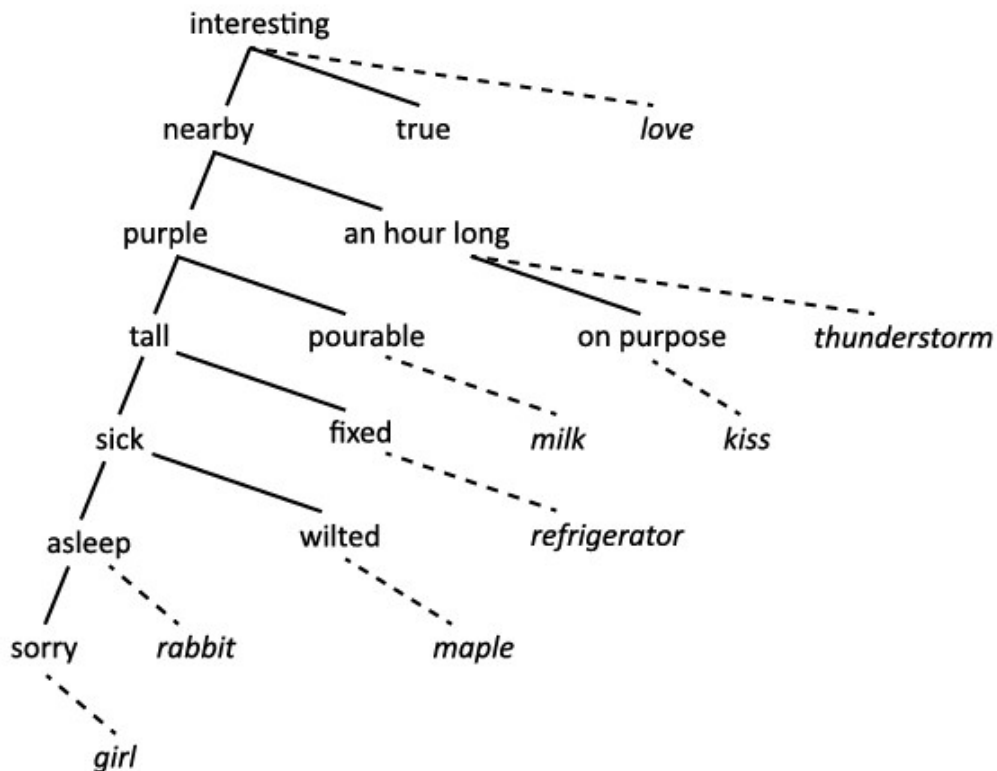 interesting
nearby true love
purple an hour long
tall pourable on purpose thunderstorm
sick fixed milk kiss
asleep wilted refrigerator
sorry rabbit maple
girl